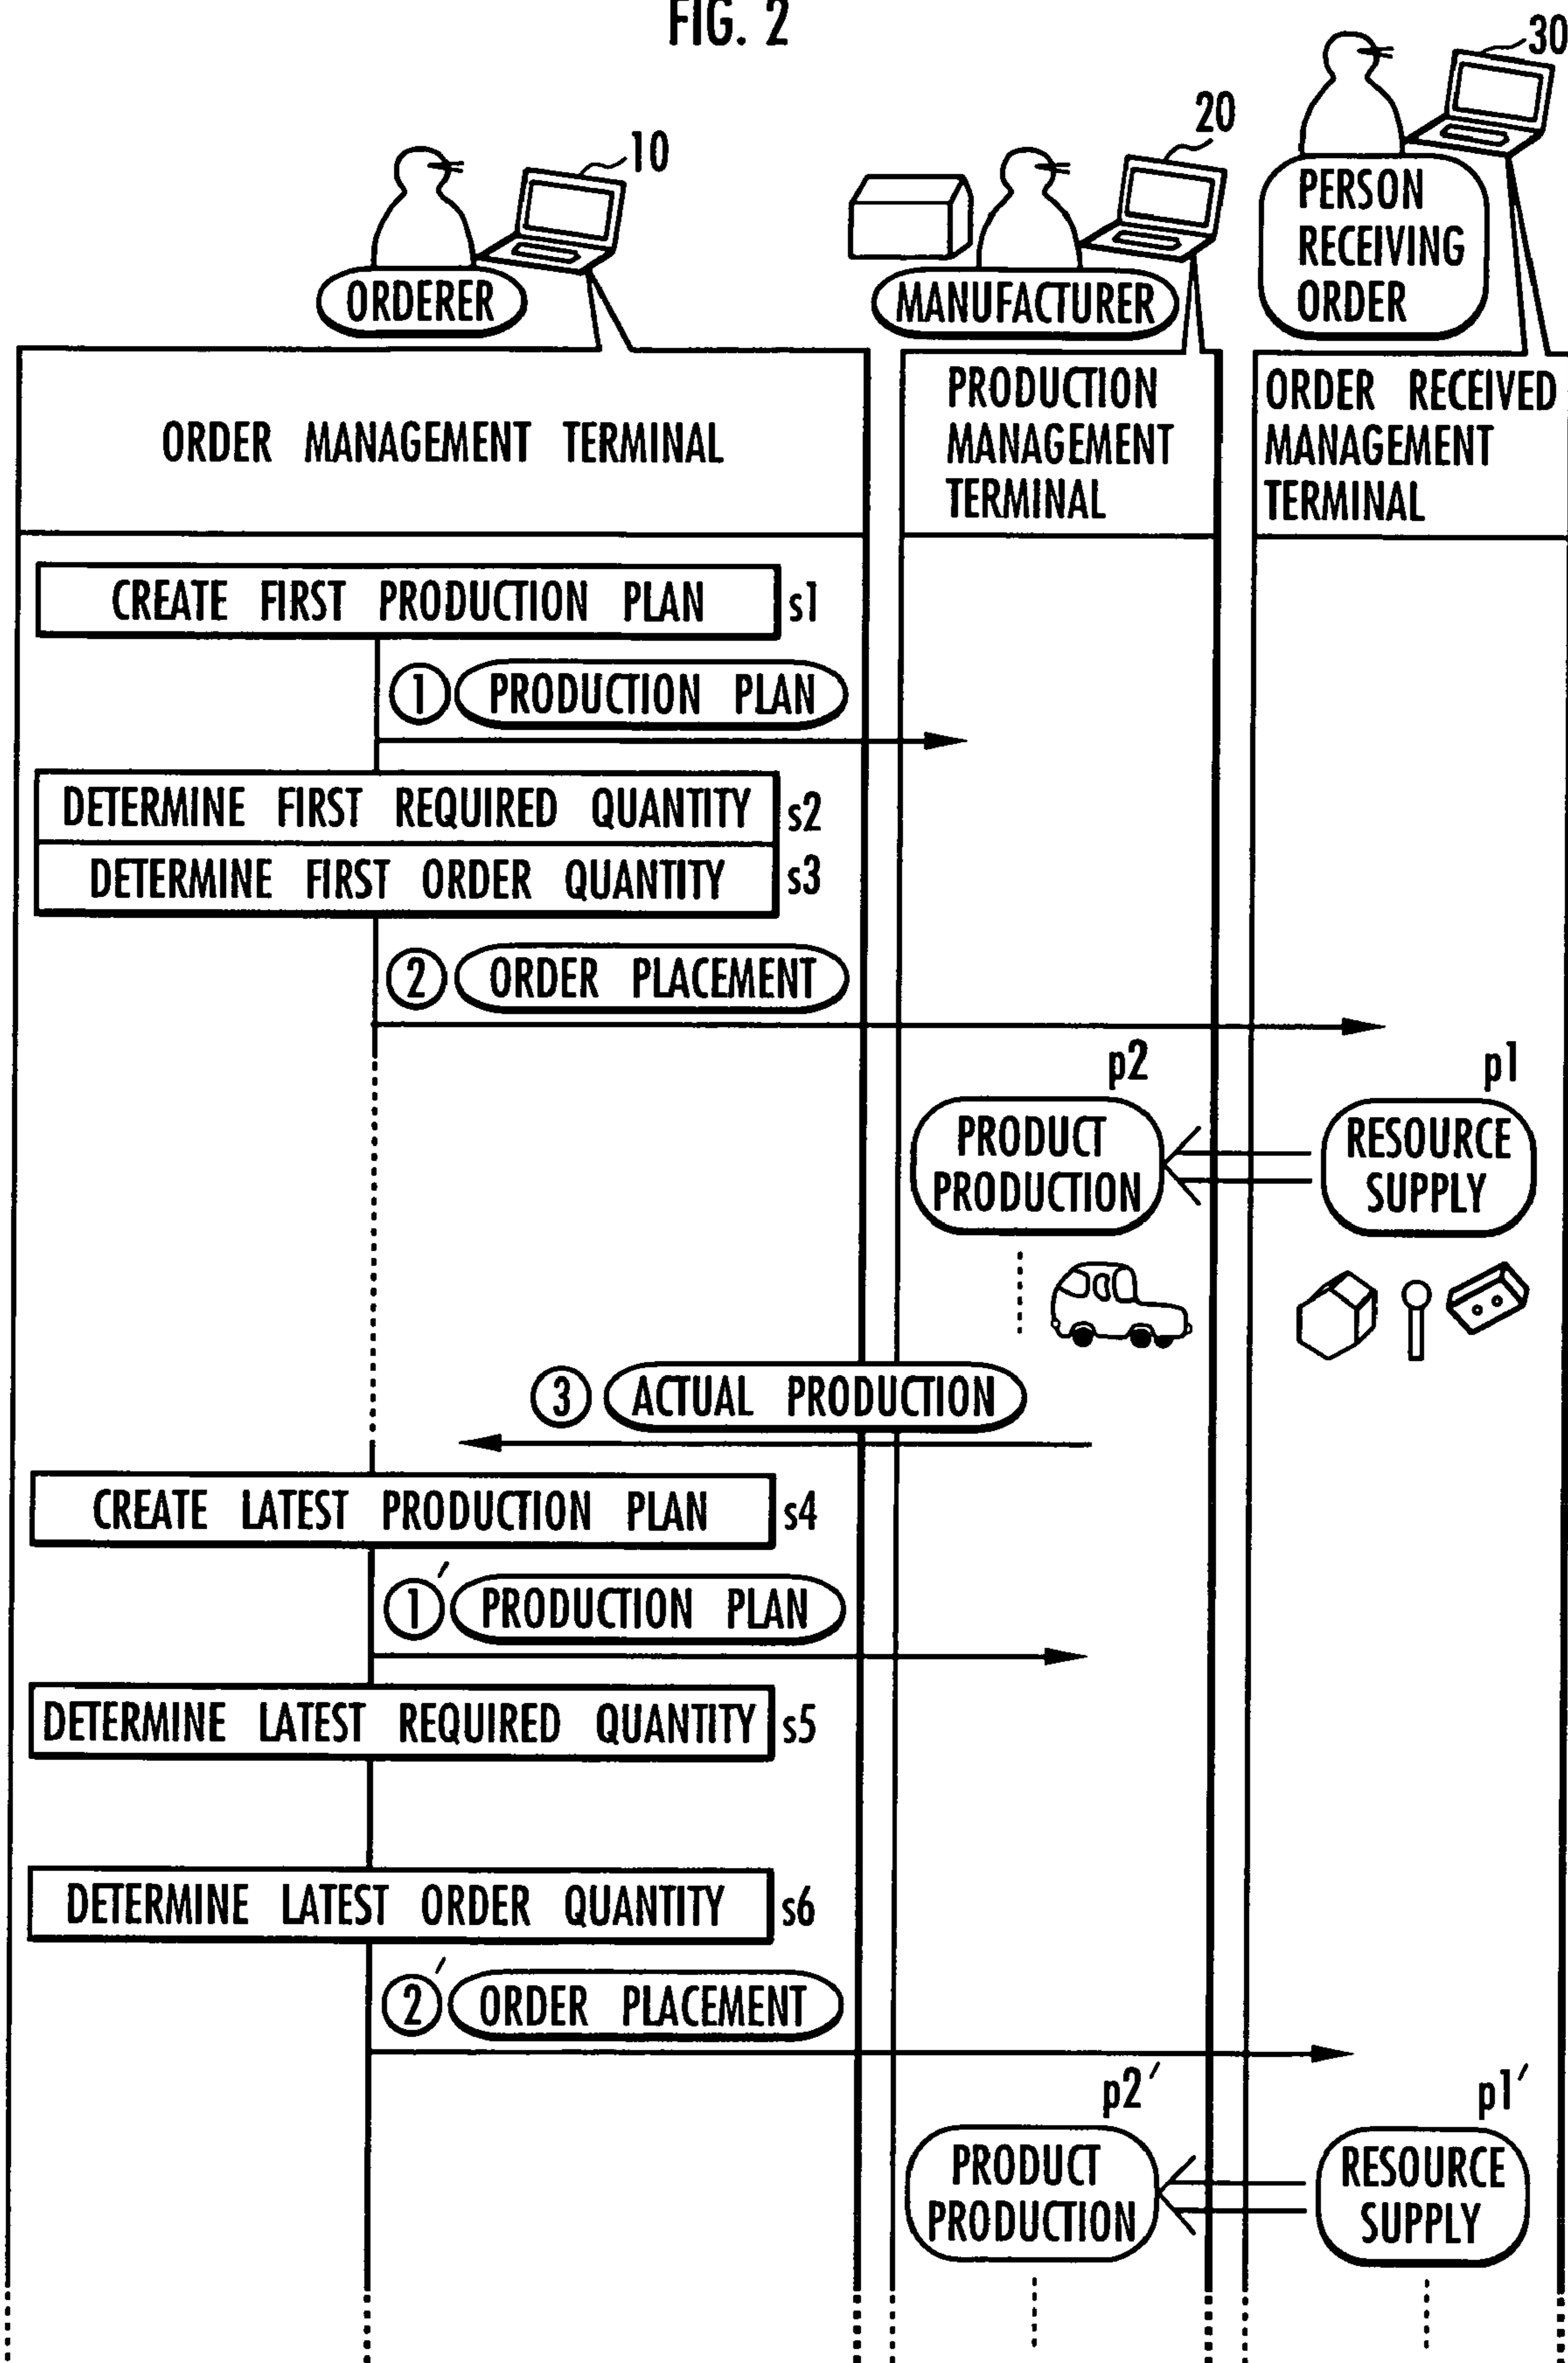 FIG. 2
30
20
10
PERSON
RECEIVING
ORDER
ORDERER
MANUFACTURER
ORDER MANAGEMENT TERMINAL
PRODUCTION
MANAGEMENT
TERMINAL
ORDER RECEIVED
MANAGEMENT
TERMINAL
CREATE FIRST PRODUCTION PLAN s1
1 PRODUCTION PLAN
DETERMINE FIRST REQUIRED QUANTITY s2
DETERMINE FIRST ORDER QUANTITY s3
2 ORDER PLACEMENT
p2
p1
PRODUCT
PRODUCTION
RESOURCE
SUPPLY
3 ACTUAL PRODUCTION
CREATE LATEST PRODUCTION PLAN s4
1′ PRODUCTION PLAN
DETERMINE LATEST REQUIRED QUANTITY s5
DETERMINE LATEST ORDER QUANTITY s6
2′ ORDER PLACEMENT
p2′
p1′
PRODUCT
PRODUCTION
RESOURCE
SUPPLY